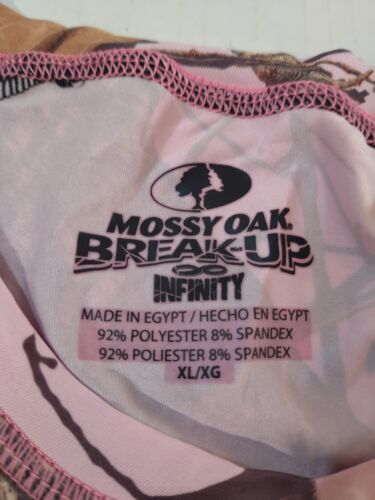 MOSSY OAK
BREAK-UP
INFINITY
MADE IN EGYPT / HECHO EN EGYPT
92% POLYESTER 8% SPANDEX
92% POLIESTER 8% SPANDEX
XL/XG